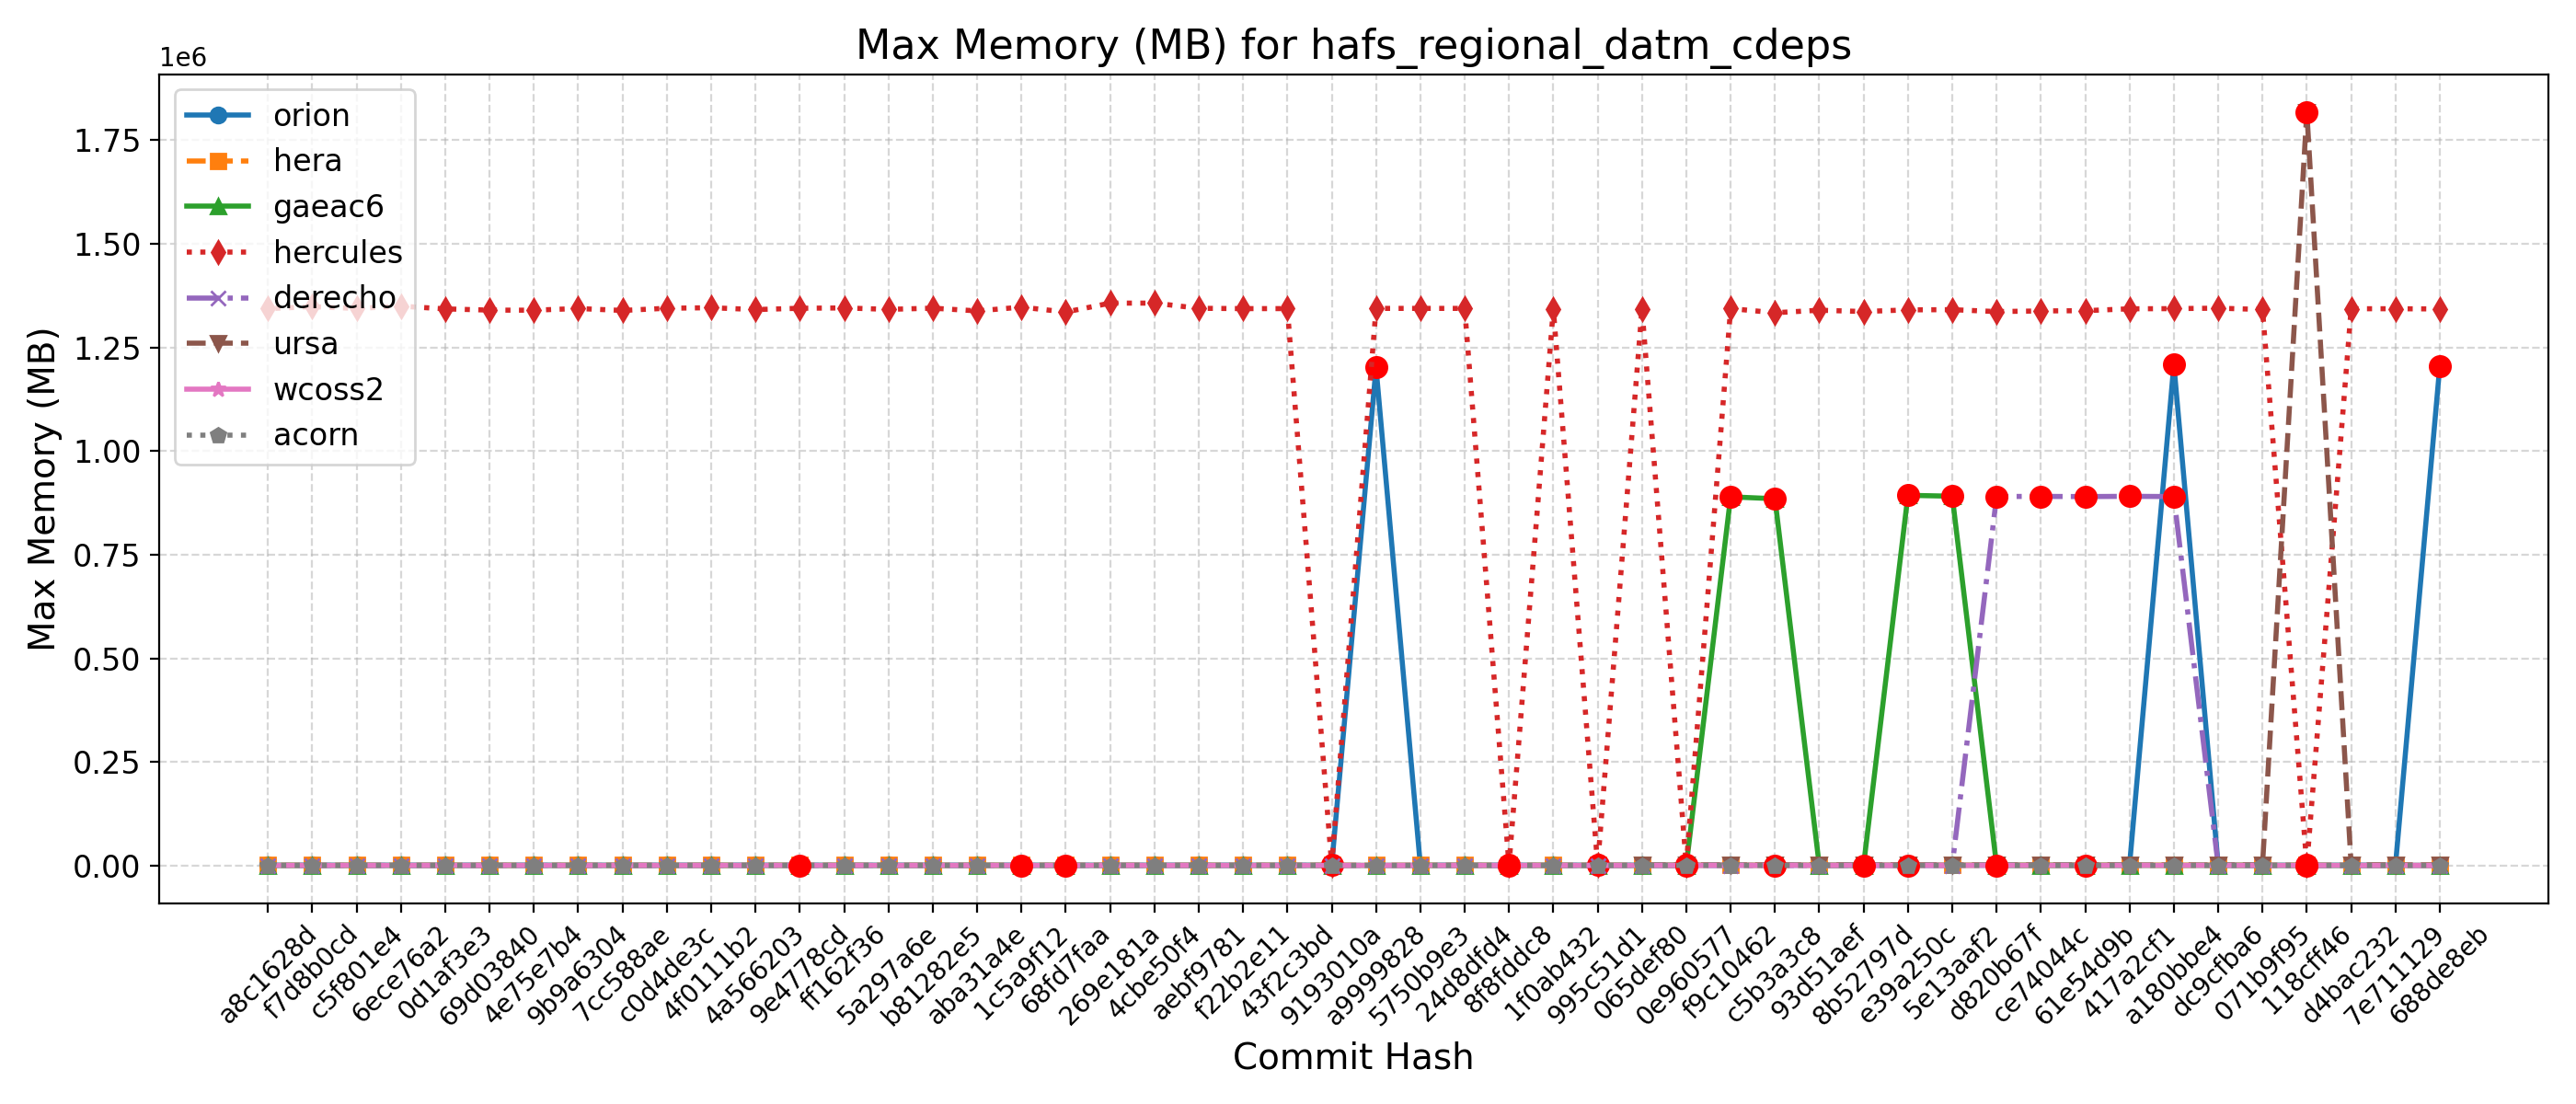 Max Memory (MB) for hafs_regional_datm_cdeps
1e6
1.75
1.50
1.25
1.00
0.75
0.50
0.25
0.00
Max Memory (MB)
orion
hera
gaeac6
hercules
derecho
ursa
wcoss2
acorn
a8c1628d
f7d8b0cd
c5f801e4
6ece76a2
0d1af3e3
69d03840
4e75e7b4
9b9a6304
7cc588ae
c0d4de3c
4f0111b2
4a566203
9e4778cd
ff162f36
5a297a6e
b81282e5
aba31a4e
1c5a9f12
68fd7faa
269e181a
4cbe50f4
aebf9781
f22b2e11
43f2c3bd
9193010a
a9999828
5750b9e3
24d8dfd4
8f8fddc8
1f0ab432
995c51d1
065def80
0e960577
f9c10462
c5b3a3c8
93d51aef
8b52797d
e39a250c
5e13aaf2
d820b67f
ce74044c
61e54d9b
417a2cf1
a180bbe4
dc9cfba6
071b9f95
118cff46
d4bac232
7e711129
688de8eb
Commit Hash